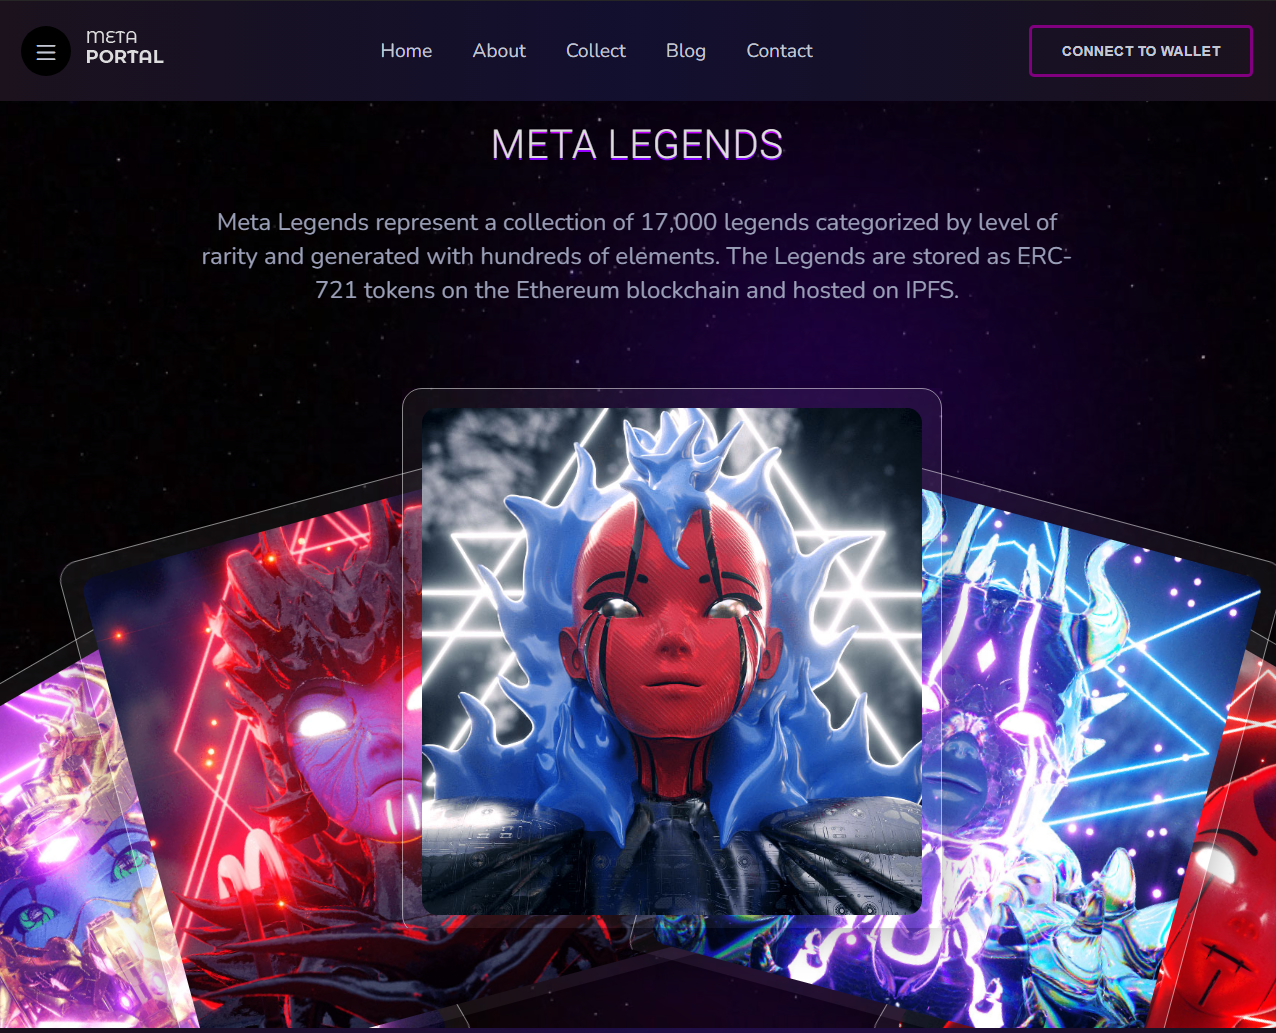 META
PORTAL
Home
About
Collect
Blog
Contact
CONNECT TO WALLET
META LEGENDS
Meta Legends represent a collection of 17,000 legends categorized by level of
rarity and generated with hundreds of elements. The Legends are stored as ERC-
721 tokens on the Ethereum blockchain and hosted on IPFS.